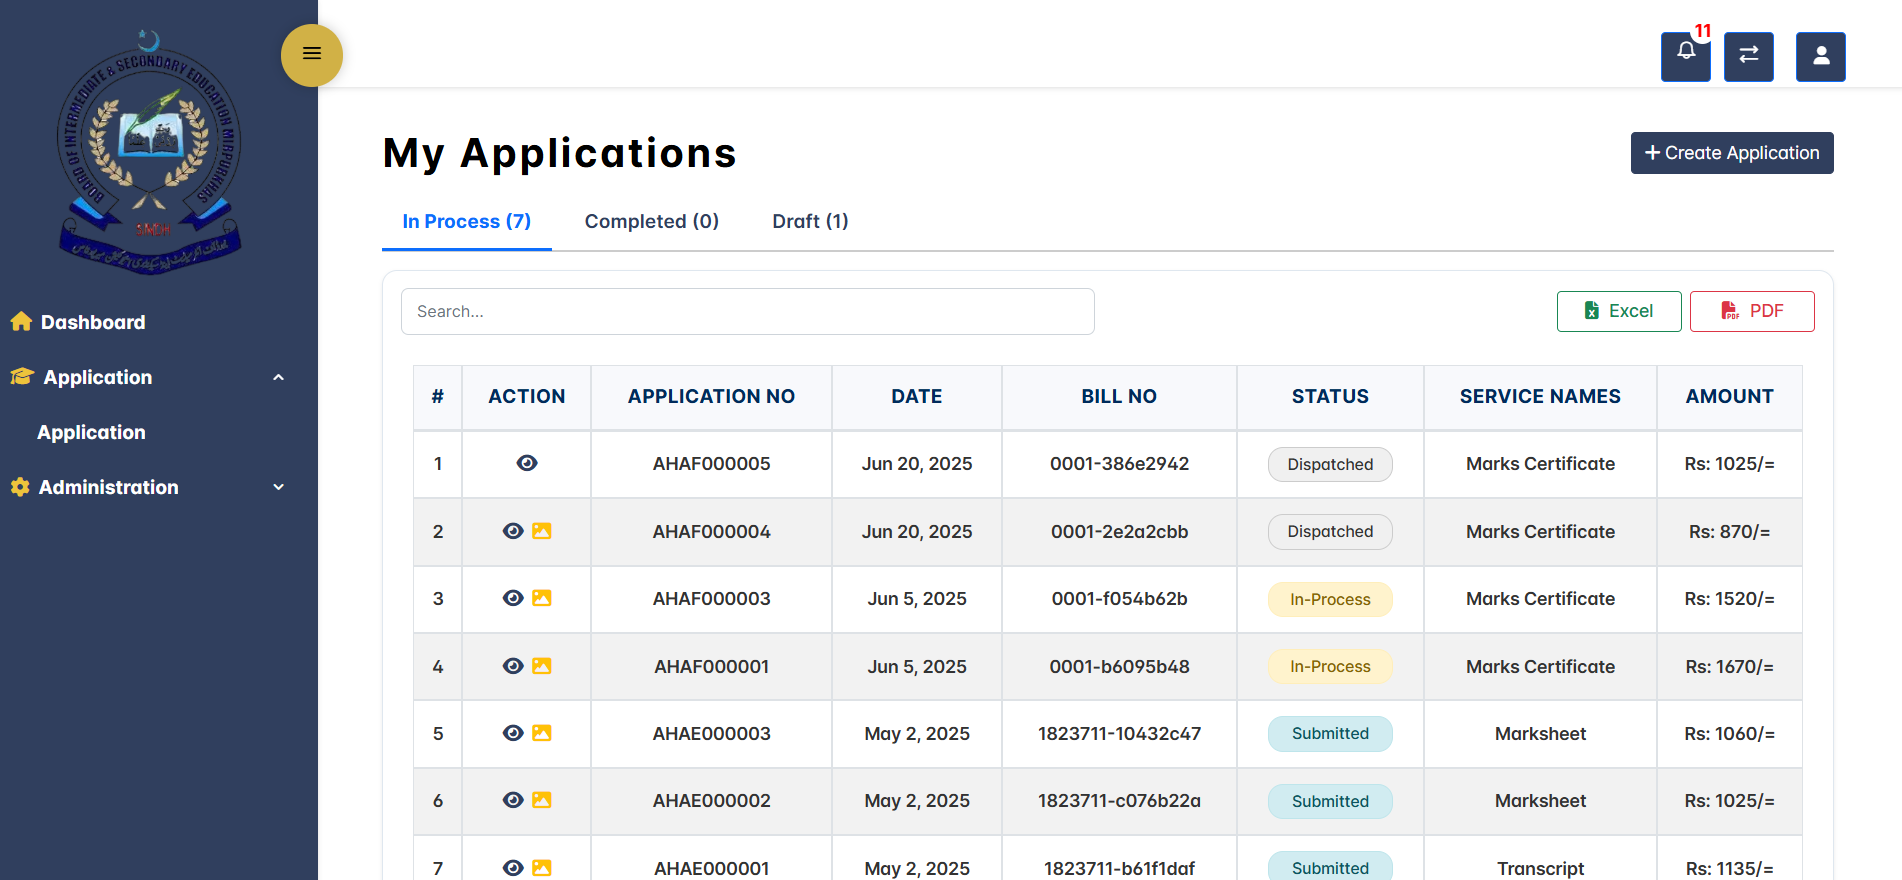 BOARD OF INTERMEDIATE & SECONDARY EDUCATION MIRPURKHAS
11
My Applications
+ Create Application
In Process (7) Completed (0) Draft (1)
Search...
Excel PDF
Dashboard
Application
Application
Administration
# ACTION APPLICATION NO DATE BILL NO STATUS SERVICE NAMES AMOUNT
1 AHAF000005 Jun 20, 2025 0001-386e2942 Dispatched Marks Certificate Rs: 1025/=
2 AHAF000004 Jun 20, 2025 0001-2e2a2cbb Dispatched Marks Certificate Rs: 870/=
3 AHAF000003 Jun 5, 2025 0001-f054b62b In-Process Marks Certificate Rs: 1520/=
4 AHAF000001 Jun 5, 2025 0001-b6095b48 In-Process Marks Certificate Rs: 1670/=
5 AHAE000003 May 2, 2025 1823711-10432c47 Submitted Marksheet Rs: 1060/=
6 AHAE000002 May 2, 2025 1823711-c076b22a Submitted Marksheet Rs: 1025/=
7 AHAE000001 May 2, 2025 1823711-b61f1daf Submitted Transcript Rs: 1135/=